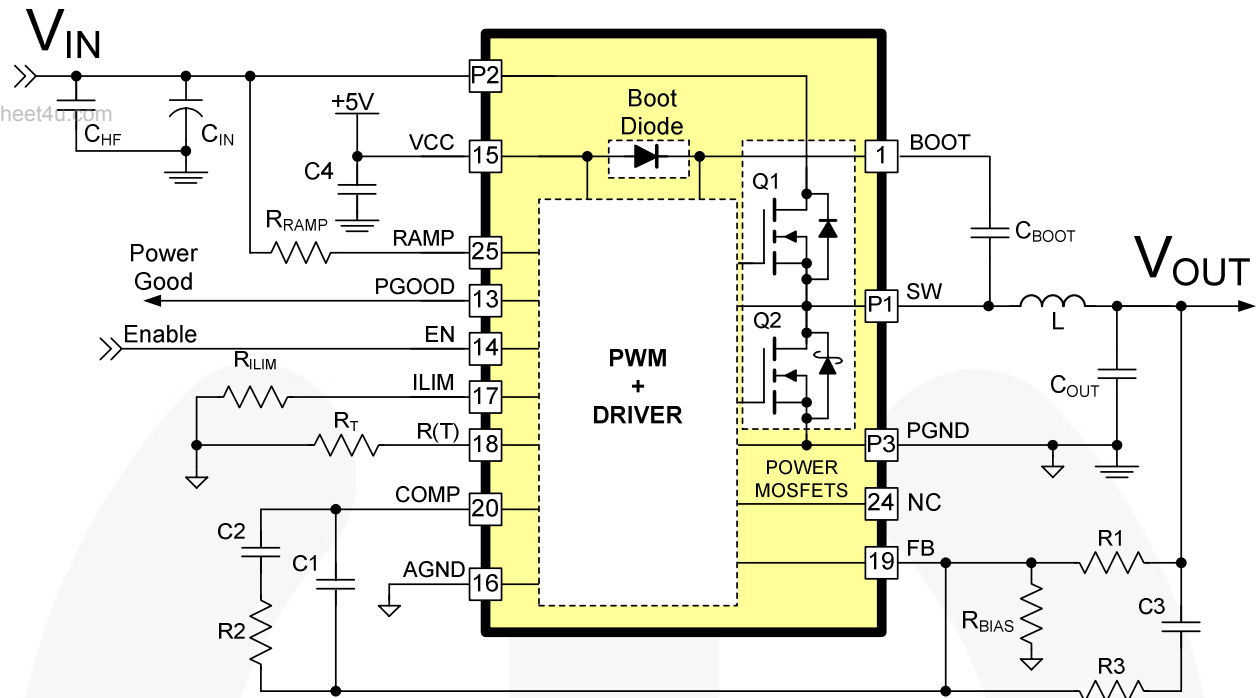 VIN
heet4u.com
CHF
CIN
+5V
C4
VCC
RRAMP
RAMP
Power
Good
PGOOD
Enable
EN
RILIM
ILIM
RT
R(T)
COMP
C2
C1
R2
AGND
P2
15
25
13
14
17
18
20
16
Boot
Diode
Q1
Q2
PWM
+
DRIVER
POWER
MOSFETS
1
BOOT
CBOOT
VOUT
P1
SW
L
COUT
P3
PGND
24
NC
19
FB
R1
RBIAS
C3
R3